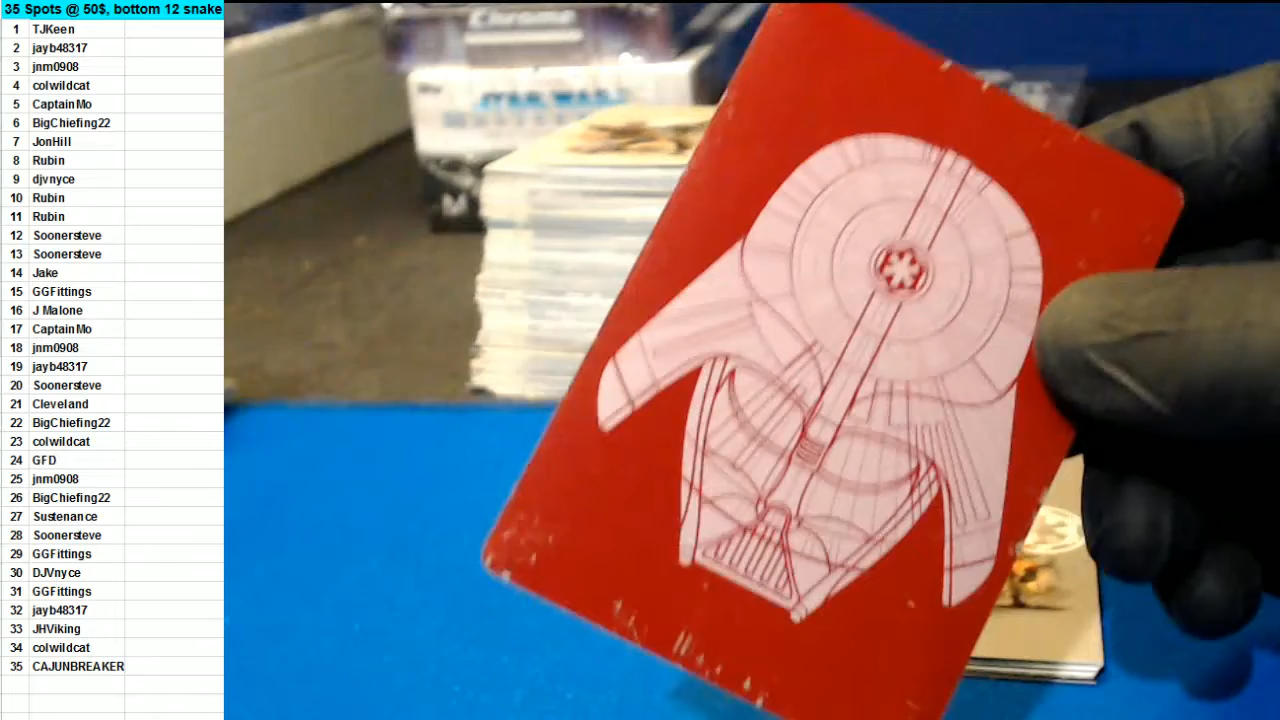 35 Spots @ 50$, bottom 12 snake
1 TJKeen
2 jayb48317
3 jnm0908
4 colwildcat
5 CaptainMo
6 BigChiefing22
7 JonHill
8 Rubin
9 djvnyce
10 Rubin
11 Rubin
12 Soonersteve
13 Soonersteve
14 Jake
15 GGFittings
16 J Malone
17 CaptainMo
18 jnm0908
19 jayb48317
20 Soonersteve
21 Cleveland
22 BigChiefing22
23 colwildcat
24 GFD
25 jnm0908
26 BigChiefing22
27 Sustenance
28 Soonersteve
29 GGFittings
30 DJVnyce
31 GGFittings
32 jayb48317
33 JHViking
34 colwildcat
35 CAJUNBREAKER
Chrome
STAR WARS